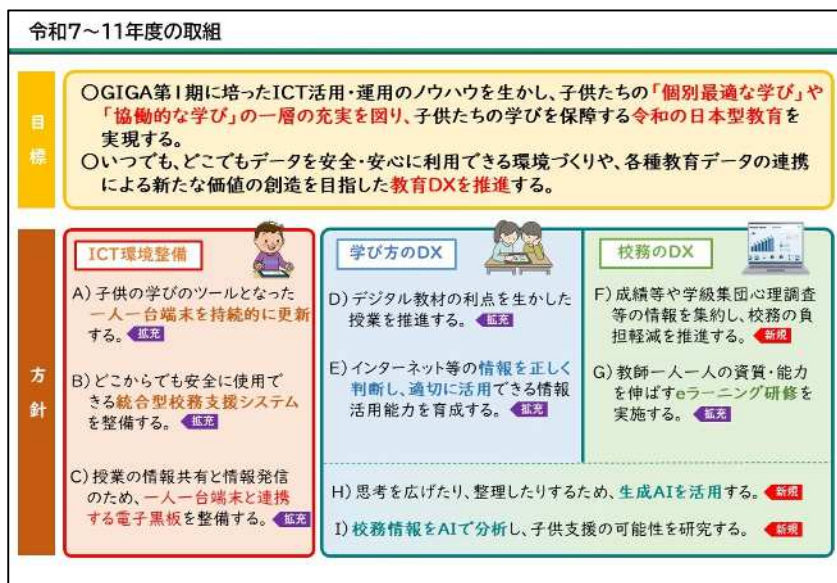 令和7～11年度の取組
目標
○GIGA第1期に培ったICT活用・運用のノウハウを生かし、子供たちの「個別最適な学び」や
「協働的な学び」の一層の充実を図り、子供たちの学びを保障する令和の日本型教育を
実現する。
○いつでも、どこでもデータを安全・安心に利用できる環境づくりや、各種教育データの連携
による新たな価値の創造を目指した教育DXを推進する。
方針
ICT環境整備
A）子供の学びのツールとなった
一人一台端末を持続的に更新
する。 拡充
B）どこからでも安全に使用で
きる統合型校務支援システム
を整備する。 拡充
C）授業の情報共有と情報発信
のため、一人一台端末と連携
する電子黒板を整備する。 拡充
学び方のDX
D）デジタル教材の利点を生かした
授業を推進する。 拡充
E）インターネット等の情報を正しく
判断し、適切に活用できる情報
活用能力を育成する。 拡充
校務のDX
F）成績等や学級集団心理調査
等の情報を集約し、校務の負
担軽減を推進する。 新規
G）教師一人一人の資質・能力
を伸ばすeラーニング研修を
実施する。 拡充
H）思考を広げたり、整理したりするため、生成AIを活用する。 新規
I）校務情報をAIで分析し、子供支援の可能性を研究する。 新規